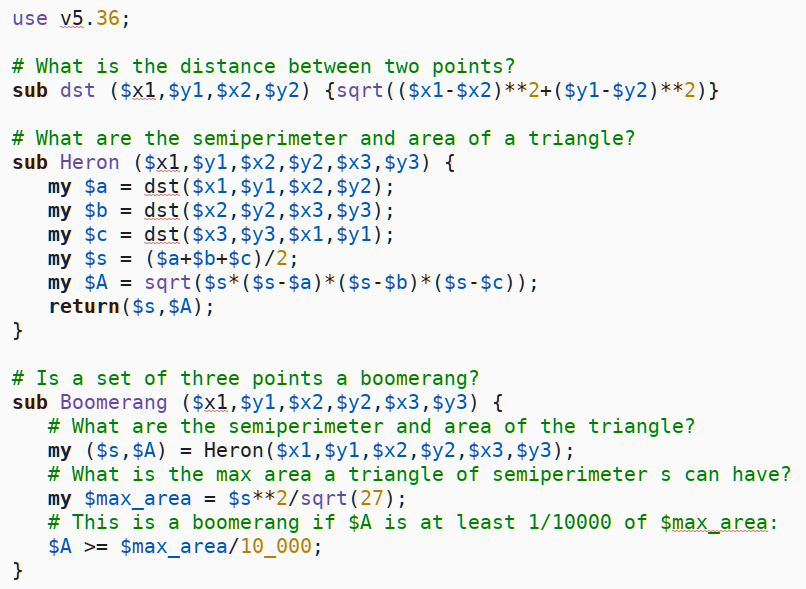 use v5.36;

# What is the distance between two points?
sub dst ($x1,$y1,$x2,$y2) {sqrt(($x1-$x2)**2+($y1-$y2)**2)}

# What are the semiperimeter and area of a triangle?
sub Heron ($x1,$y1,$x2,$y2,$x3,$y3) {
   my $a = dst($x1,$y1,$x2,$y2);
   my $b = dst($x2,$y2,$x3,$y3);
   my $c = dst($x3,$y3,$x1,$y1);
   my $s = ($a+$b+$c)/2;
   my $A = sqrt($s*($s-$a)*($s-$b)*($s-$c));
   return($s,$A);
}

# Is a set of three points a boomerang?
sub Boomerang ($x1,$y1,$x2,$y2,$x3,$y3) {
   # What are the semiperimeter and area of the triangle?
   my ($s,$A) = Heron($x1,$y1,$x2,$y2,$x3,$y3);
   # What is the max area a triangle of semiperimeter s can have?
   my $max_area = $s**2/sqrt(27);
   # This is a boomerang if $A is at least 1/10000 of $max_area:
   $A >= $max_area/10_000;
}